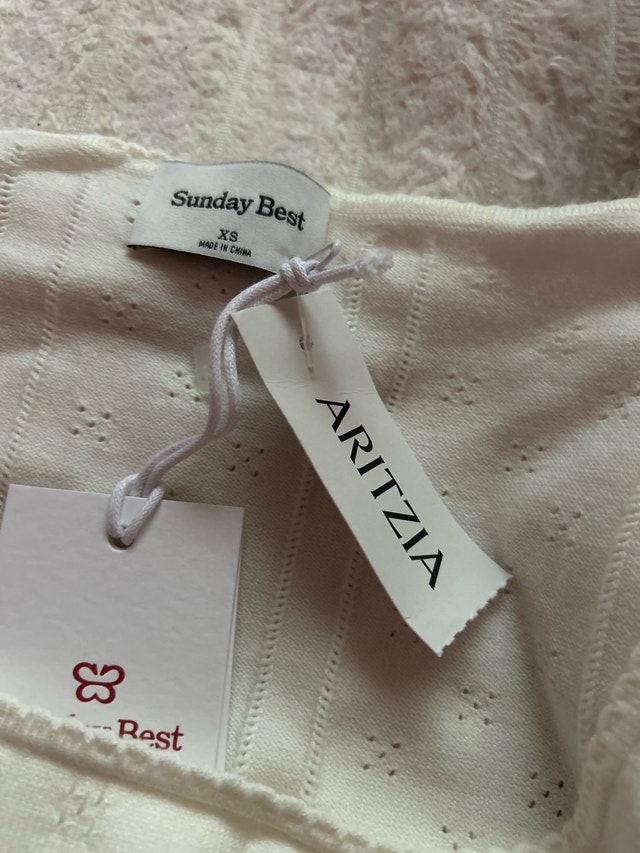 Sunday Best
XS
MADE IN CHINA
ARITZIA
Best